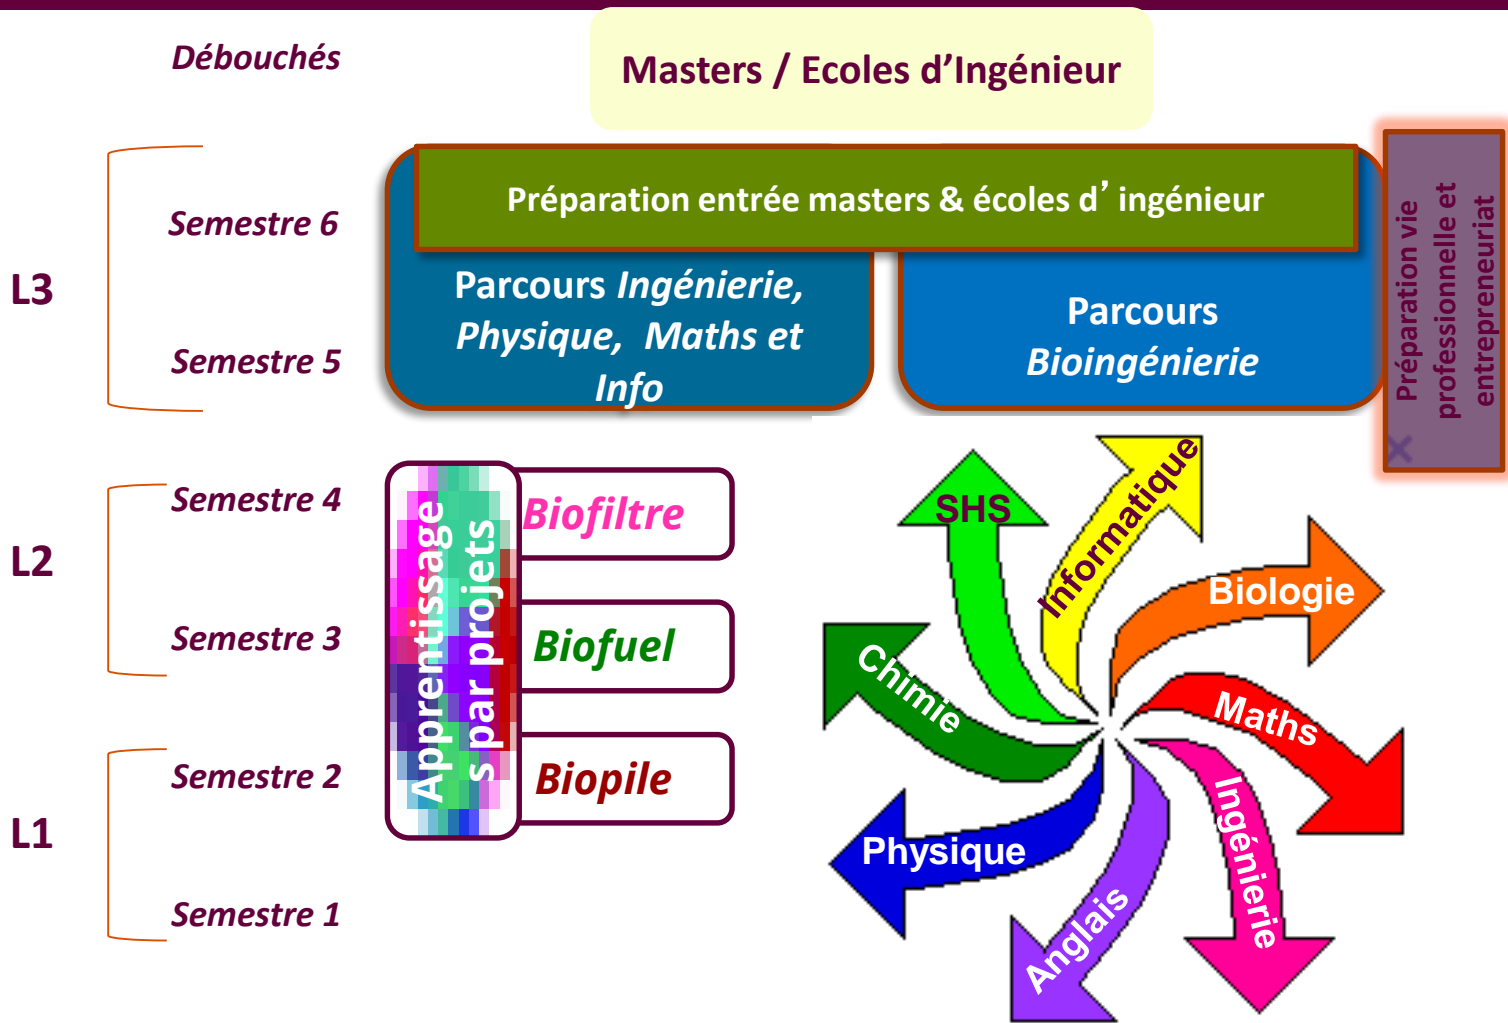 Débouchés
Masters / Ecoles d’Ingénieur
Semestre 6
Préparation entrée masters & écoles d’ ingénieur
L3
Semestre 5
Parcours Ingénierie,
Physique, Maths et
Info
Parcours
Bioingénierie
Préparation vie
professionnelle et
entrepreneuriat
L2
Semestre 4
Semestre 3
L1
Semestre 2
Semestre 1
Apprentissage
s par projets
Biofiltre
Biofuel
Biopile
SHS
Informatique
Biologie
Maths
Ingénierie
Anglais
Physique
Chimie